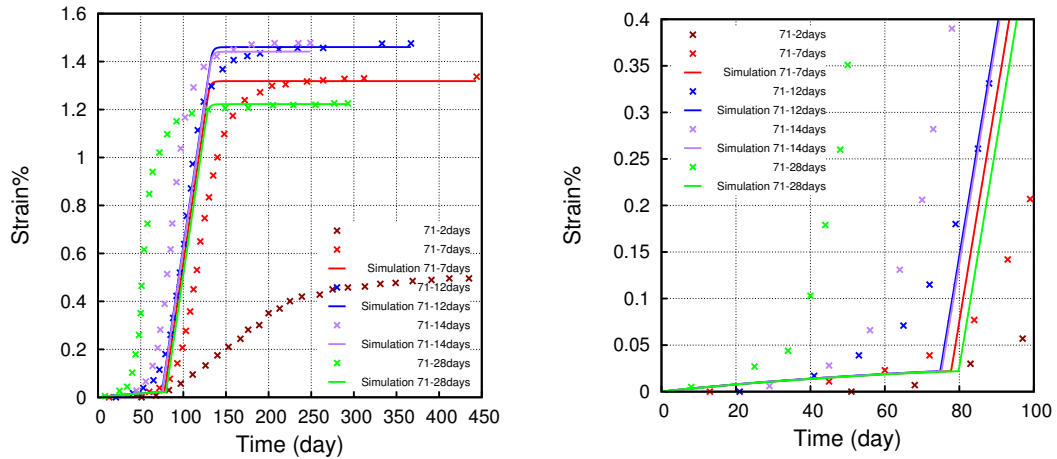 1.6
1.4
1.2
1
0.8
0.6
0.4
0.2
0
Strain%
0 50 100 150 200 250 300 350 400 450
Time (day)
71-2days
71-7days
Simulation 71-7days
71-12days
Simulation 71-12days
71-14days
Simulation 71-14days
71-28days
Simulation 71-28days
0.4
0.35
0.3
0.25
0.2
0.15
0.1
0.05
0
Strain%
0 20 40 60 80 100
Time (day)
71-2days
71-7days
Simulation 71-7days
71-12days
Simulation 71-12days
71-14days
Simulation 71-14days
71-28days
Simulation 71-28days